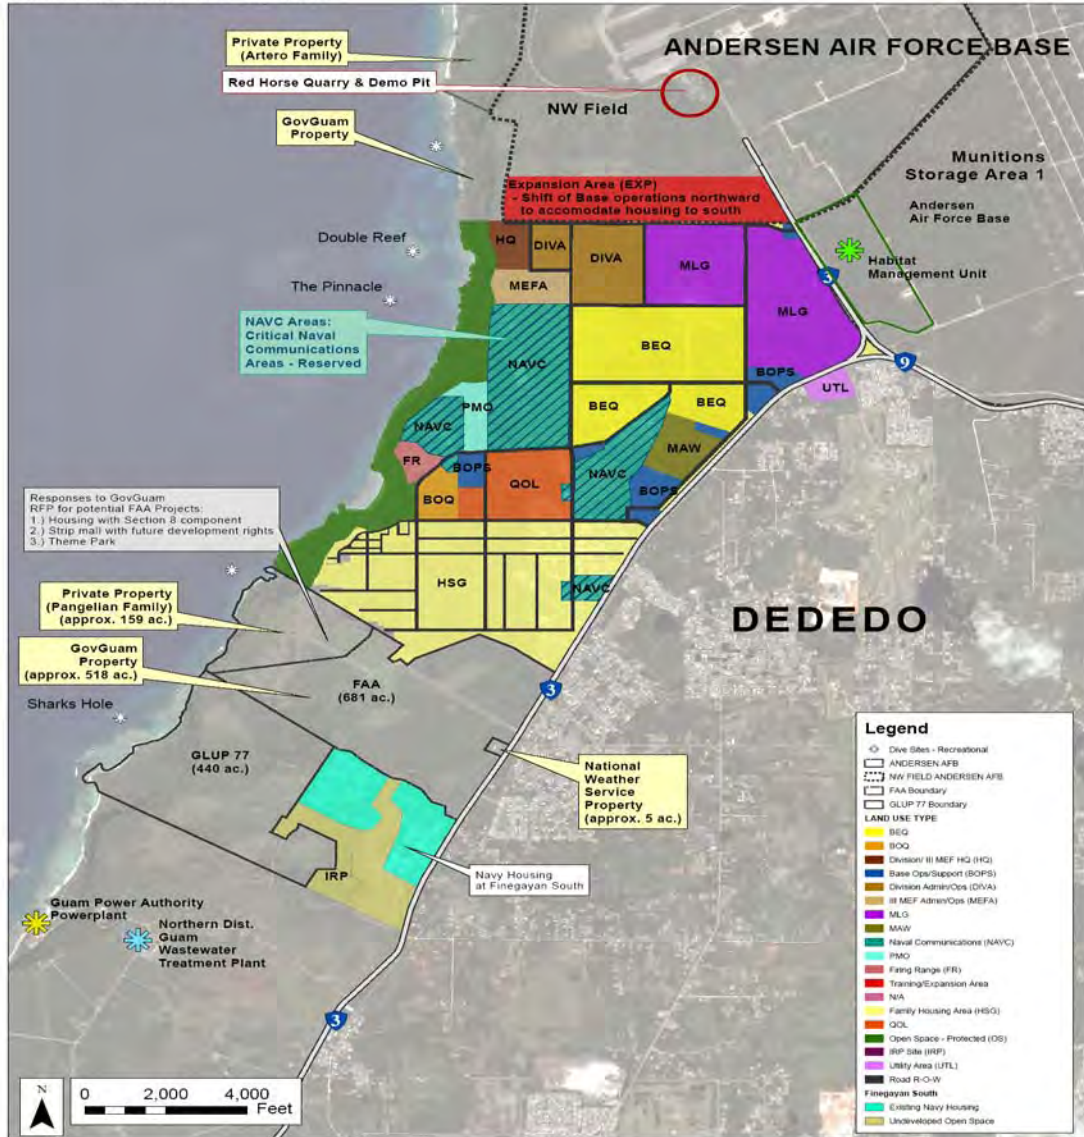 ANDERSEN AIR FORCE BASE
Private Property
(Artero Family)
Red Horse Quarry & Demo Pit
NW Field
GovGuam
Property
Munitions
Storage Area 1
Andersen
Air Force Base
Expansion Area (EXP)
- Shift of Base operations northward
to accomodate housing to south
Habitat
Management Unit
3
9
Double Reef
The Pinnacle
HQ
DIVA
DIVA
MLG
MLG
MEFA
NAVC Areas:
Critical Naval
Communications
Areas - Reserved
NAVC
BEQ
BOPS
UTL
PMO
NAVC
BEQ
BEQ
MAW
FR
BOPS
QOL
NAVC
BOPS
BOQ
Responses to GovGuam
RFP for potential FAA Projects:
1.) Housing with Section 8 component
2.) Strip mall with future development rights
3.) Theme Park
HSG
NAVC
DEDEDO
Private Property
(Pangelian Family)
(approx. 159 ac.)
GovGuam
Property
(approx. 518 ac.)
FAA
(681 ac.)
3
Sharks Hole
GLUP 77
(440 ac.)
National
Weather
Service
Property
(approx. 5 ac.)
Navy Housing
at Finegayan South
IRP
Guam Power Authority
Powerplant
Northern Dist.
Guam
Wastewater
Treatment Plant
3
N
0 2,000 4,000
Feet
Legend
Dive Sites - Recreational
ANDERSEN AFB
NW FIELD ANDERSEN AFB
FAA Boundary
GLUP 77 Boundary
LAND USE TYPE
BEQ
BOQ
Division/ III MEF HQ (HQ)
Base Ops/Support (BOPS)
Division Admin/Ops (DIVA)
III MEF Admin/Ops (MEFA)
MLG
MAW
Naval Communications (NAVC)
PMO
Firing Range (FR)
Training/Expansion Area
N/A
Family Housing Area (HSG)
QOL
Open Space - Protected (OS)
IRP Site (IRP)
Utility Area (UTL)
Road R-O-W
Finegayan South
Existing Navy Housing
Undeveloped Open Space